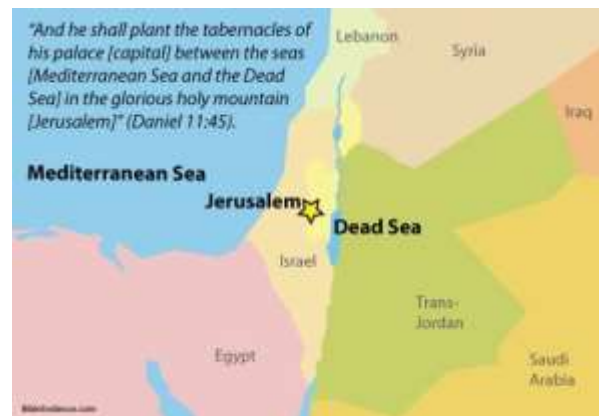 "And he shall plant the tabernacles of
his palace [capital] between the seas
[Mediterranean Sea and the Dead
Sea] in the glorious holy mountain
[Jerusalem]" (Daniel 11:45).
Lebanon
Syria
Iraq
Mediterranean Sea
Jerusalem
Dead Sea
Israel
Trans-
Jordan
Egypt
Saudi
Arabia